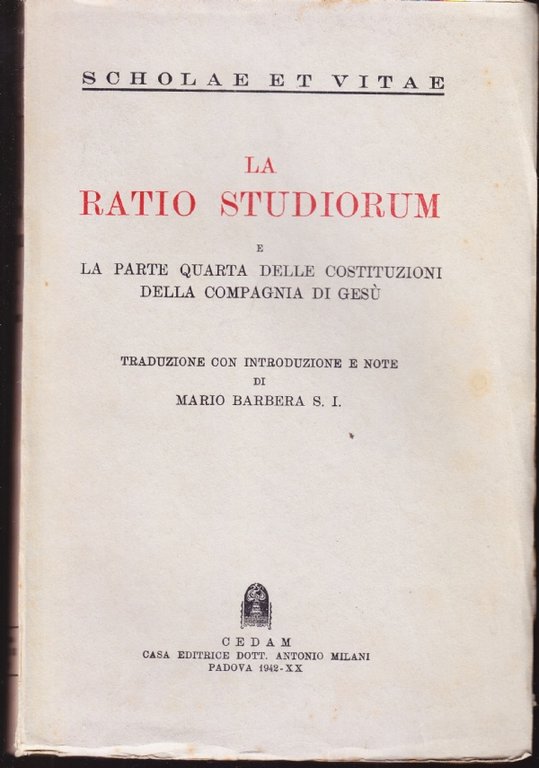 SCHOLAE ET VITAE
LA
RATIO STUDIORUM
E
LA PARTE QUARTA DELLE COSTITUZIONI
DELLA COMPAGNIA DI GESÙ
TRADUZIONE CON INTRODUZIONE E NOTE
DI
MARIO BARBERA S. I.
CEDAM
CASA EDITRICE DOTT. ANTONIO MILANI
PADOVA 1942-XX